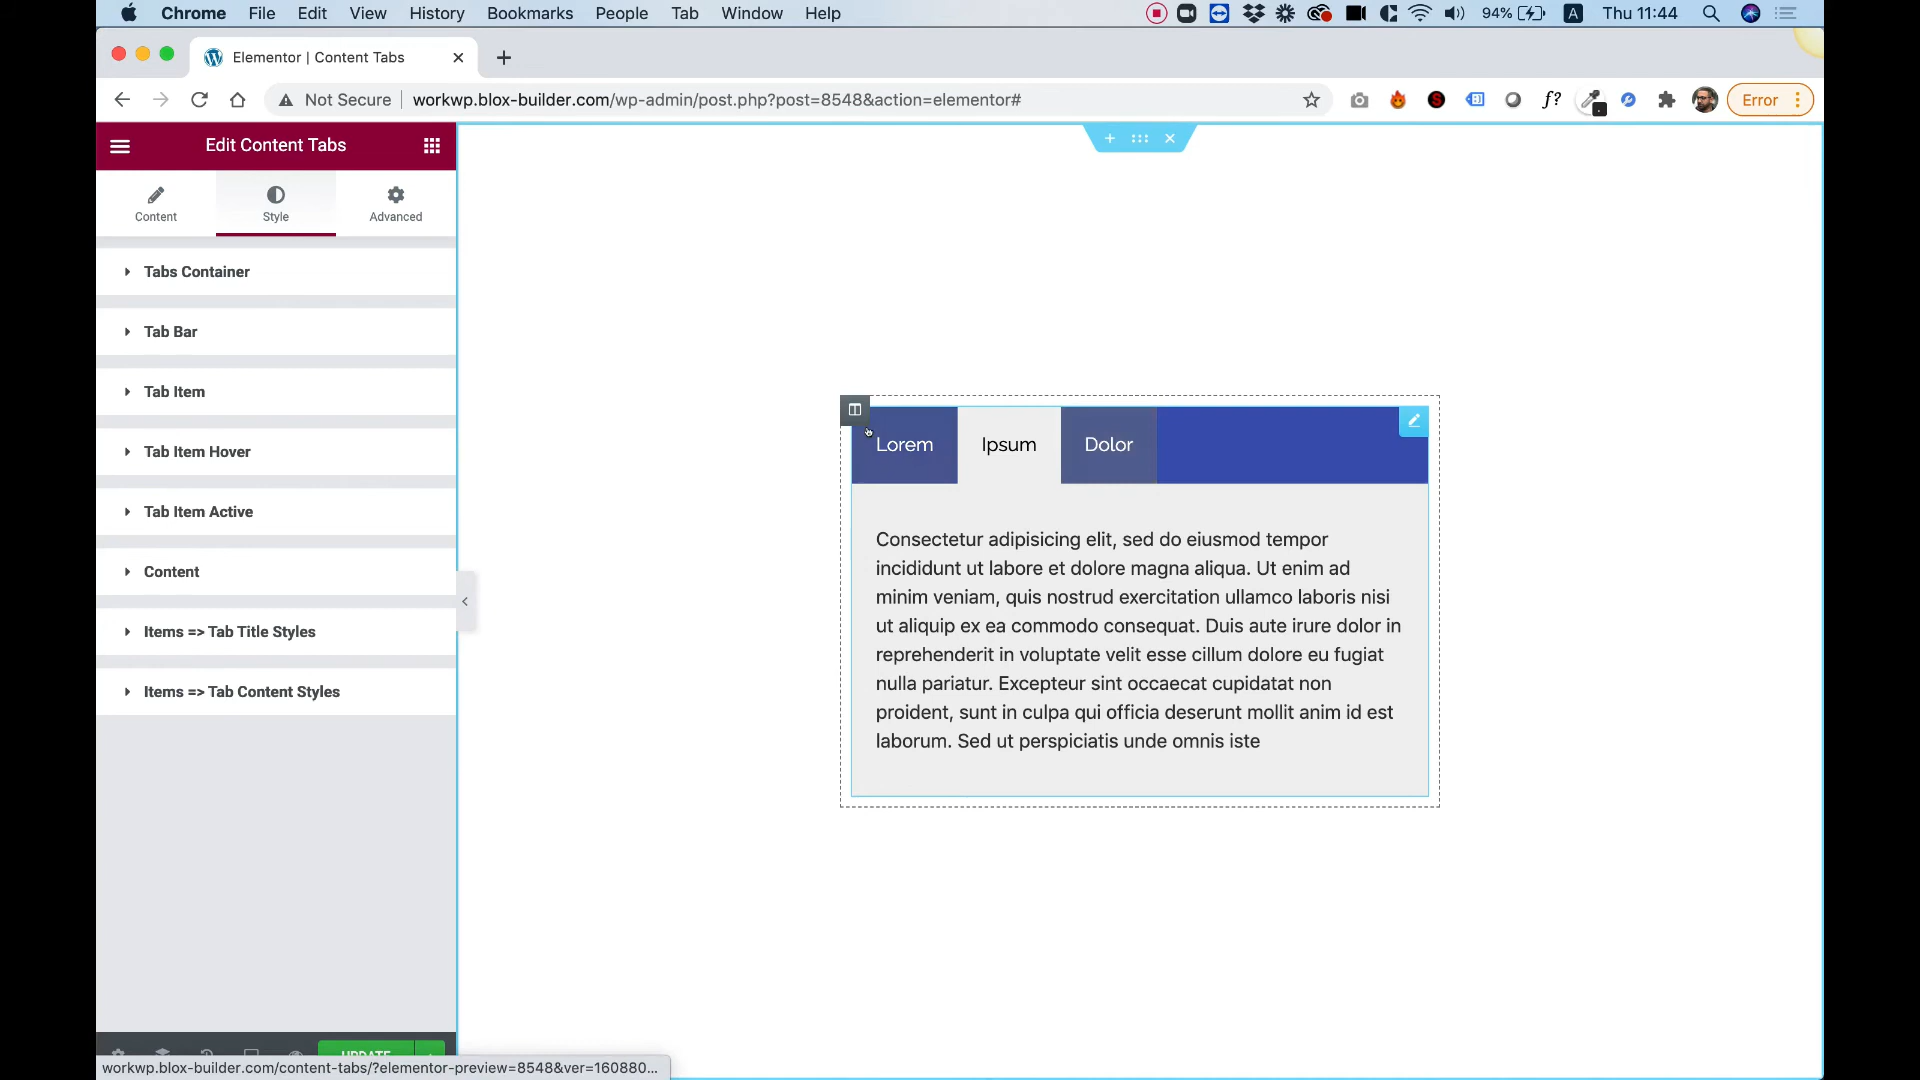 Chrome File Edit View History Bookmarks People Tab Window Help 94% A Thu 11:44
Elementor | Content Tabs
Not Secure workwp.blox-builder.com/wp-admin/post.php?post=8548&action=elementor# S f? Error
Edit Content Tabs
Content Style Advanced
Tabs Container
Tab Bar
Tab Item
Tab Item Hover
Tab Item Active
Content
Items => Tab Title Styles
Items => Tab Content Styles
Lorem Ipsum Dolor
Consectetur adipisicing elit, sed do eiusmod tempor
incididunt ut labore et dolore magna aliqua. Ut enim ad
minim veniam, quis nostrud exercitation ullamco laboris nisi
ut aliquip ex ea commodo consequat. Duis aute irure dolor in
reprehenderit in voluptate velit esse cillum dolore eu fugiat
nulla pariatur. Excepteur sint occaecat cupidatat non
proident, sunt in culpa qui officia deserunt mollit anim id est
laborum. Sed ut perspiciatis unde omnis iste
UPDATE
workwp.blox-builder.com/content-tabs/?elementor-preview=8548&ver=160880...